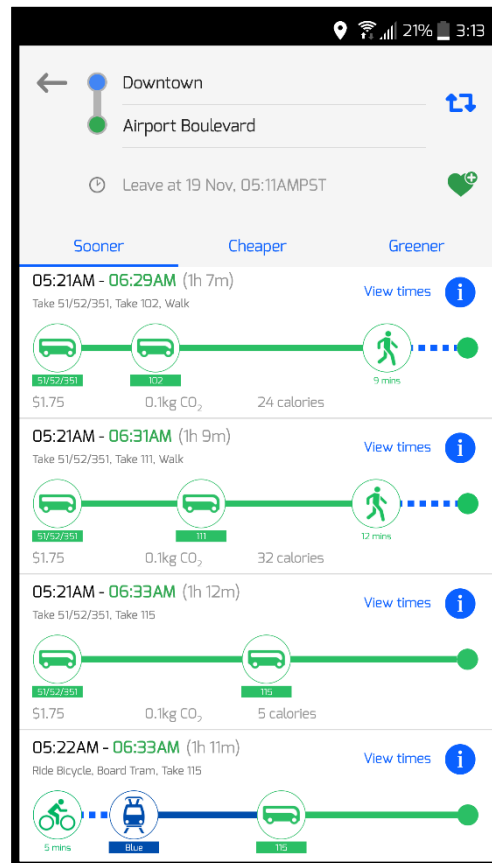 21% 3:13
Downtown
Airport Boulevard
Leave at 19 Nov, 05:11AMPST
Sooner Cheaper Greener
05:21AM - 06:29AM (1h 7m) View times i
Take 51/52/351, Take 102, Walk
51/52/351 102 9 mins
$1.75 0.1kg CO₂ 24 calories
05:21AM - 06:31AM (1h 9m) View times i
Take 51/52/351, Take 111, Walk
51/52/351 111 12 mins
$1.75 0.1kg CO₂ 32 calories
05:21AM - 06:33AM (1h 12m) View times i
Take 51/52/351, Take 115
51/52/351 115
$1.75 0.1kg CO₂ 5 calories
05:22AM - 06:33AM (1h 11m) View times i
Ride Bicycle, Board Tram, Take 115
5 mins Blue 115